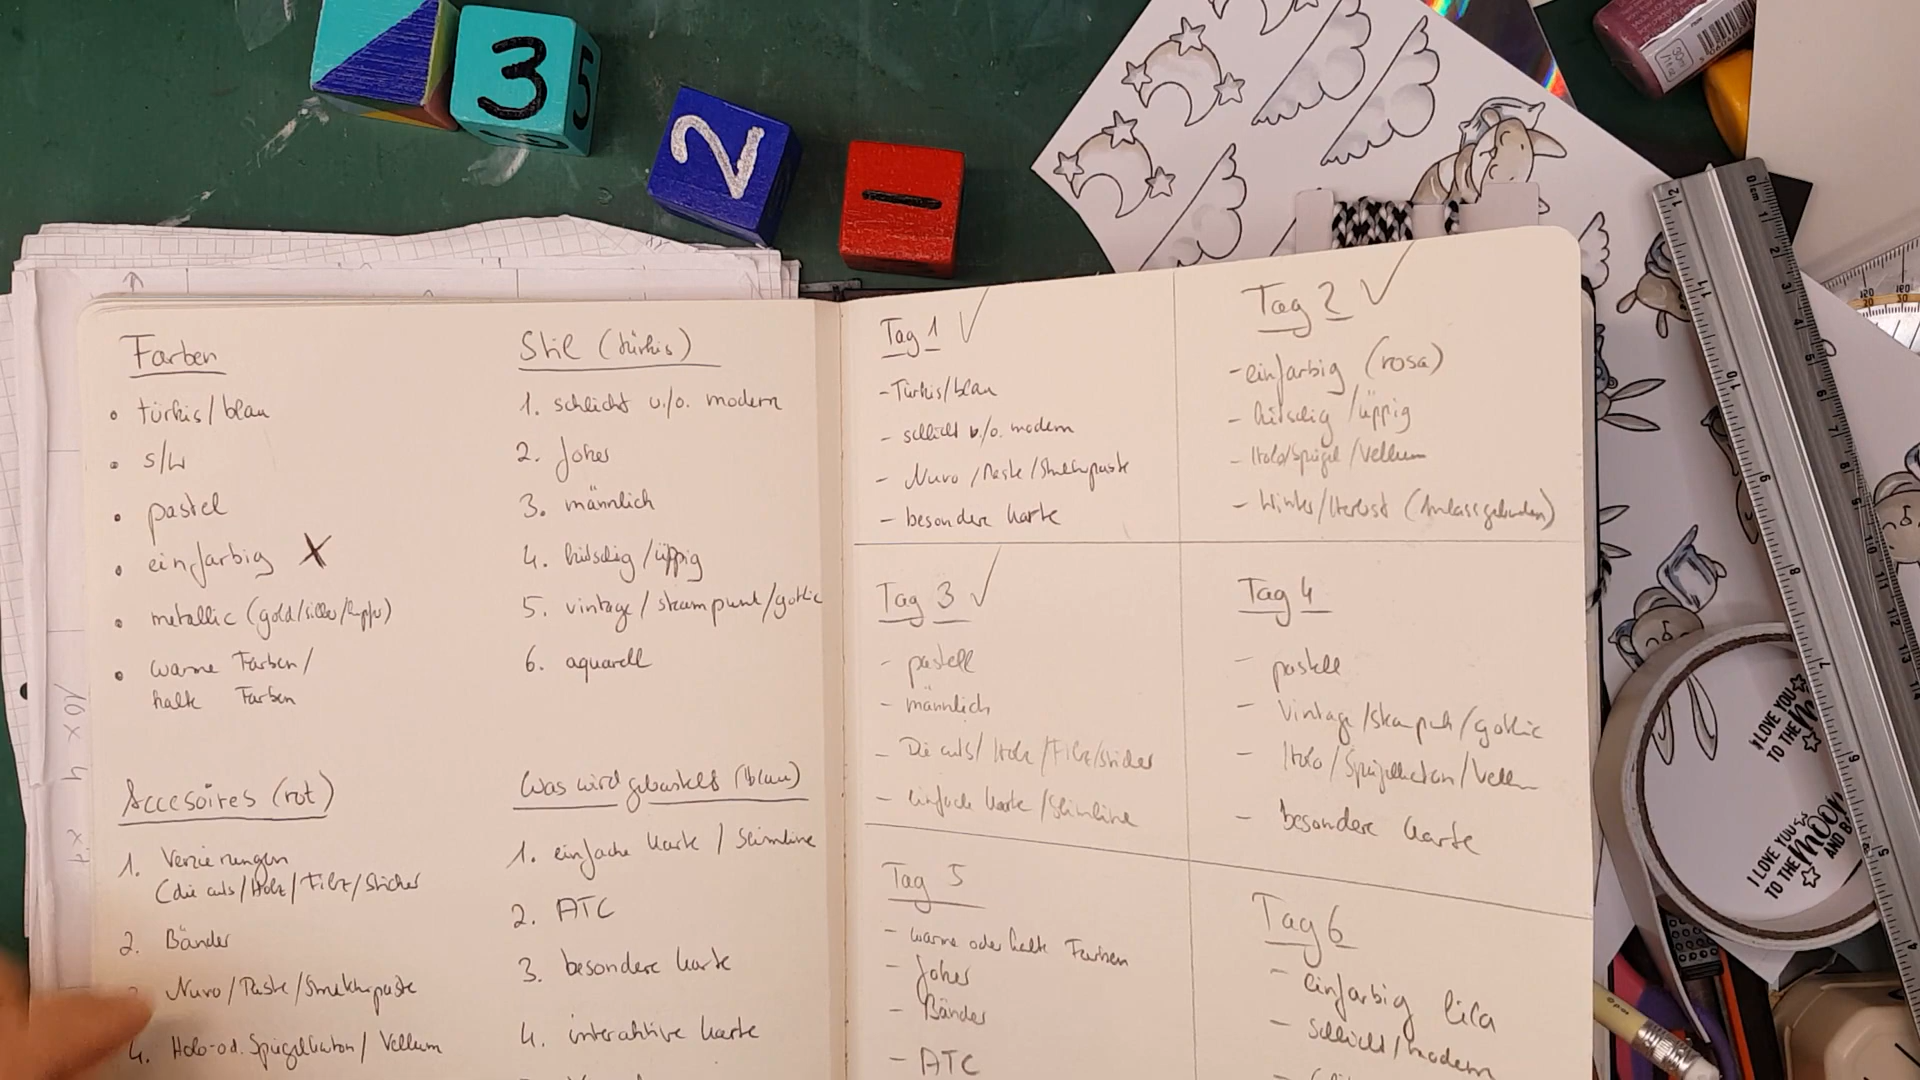 3
5
2
Farben
• türkis/blau
• s/w
• pastel
• einfarbig X
• metallic (gold/silber/kupfer)
• warme Farben/
kalte Farben
Stil (türkis)
1. schlicht u./o. modern
2. Joker
3. männlich
4. kitschig/üppig
5. vintage/steampunk/gothic
6. aquarell
Accesoires (rot)
1. Verzierungen
(die cuts/Holz/Filz/Sticker
2. Bänder
Nuvo/Paste/Strukturpaste
4. Holo-od. Spiegelkarton/Vellum
Was wird gebastelt (blau)
1. einfache Karte / Slimline
2. ATC
3. besondere Karte
4. interaktive Karte
Tag 1 ✓
- Türkis/blau
- schlicht u./o. modern
- Nuvo/Paste/Strukturpaste
- besondere Karte
Tag 2 ✓
- einfarbig (rosa)
- kitschig/üppig
- Holo/Spiegel/Vellum
- Winter/Herbst (Anlassgebunden)
Tag 3 ✓
- pastell
- männlich
- Die cuts/Holz/Filz/Sticker
- einfache Karte/Slimline
Tag 4
- pastell
- Vintage/Steampunk/gothic
- Holo/Spiegelkarton/Vellum
- besondere Karte
Tag 5
- warme oder kalte Farben
- Joker
- Bänder
- ATC
Tag 6
- einfarbig lila
- schlicht/modern
10 x 4
I LOVE YOU
TO THE MOON
I LOVE YOU
TO THE MOON
AND B